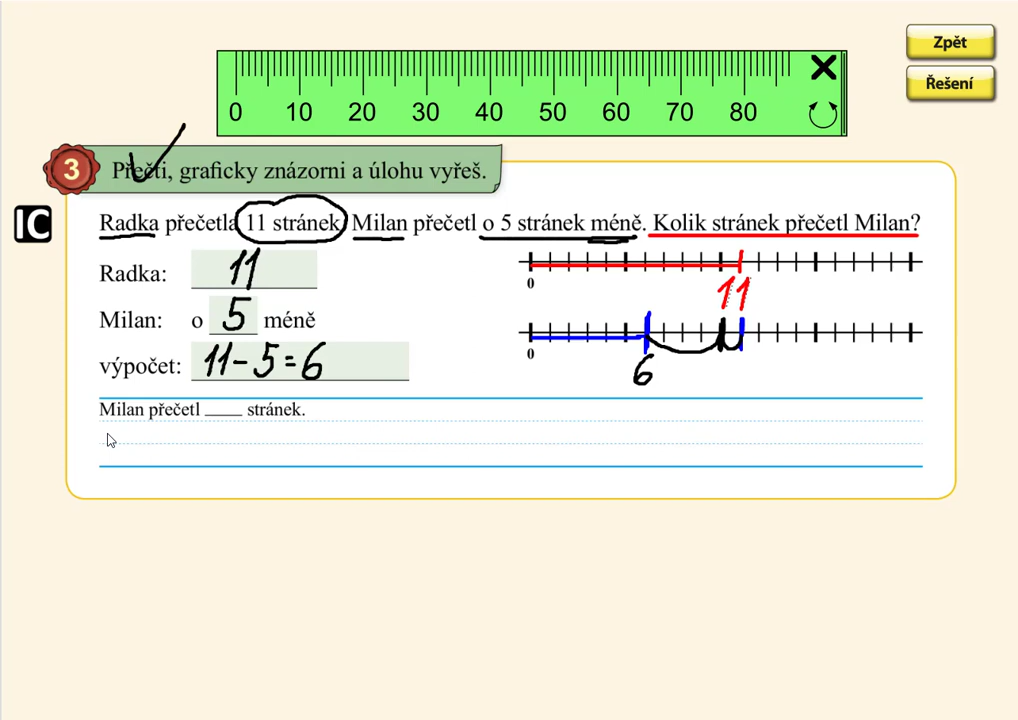 Zpět
Řešení
0 10 20 30 40 50 60 70 80
3 Přečti, graficky znázorni a úlohu vyřeš.
IC
Radka přečetla 11 stránek. Milan přečetl o 5 stránek méně. Kolik stránek přečetl Milan?
Radka: 11
0
11
Milan: o 5 méně
0
6
výpočet: 11-5=6
Milan přečetl ____ stránek.